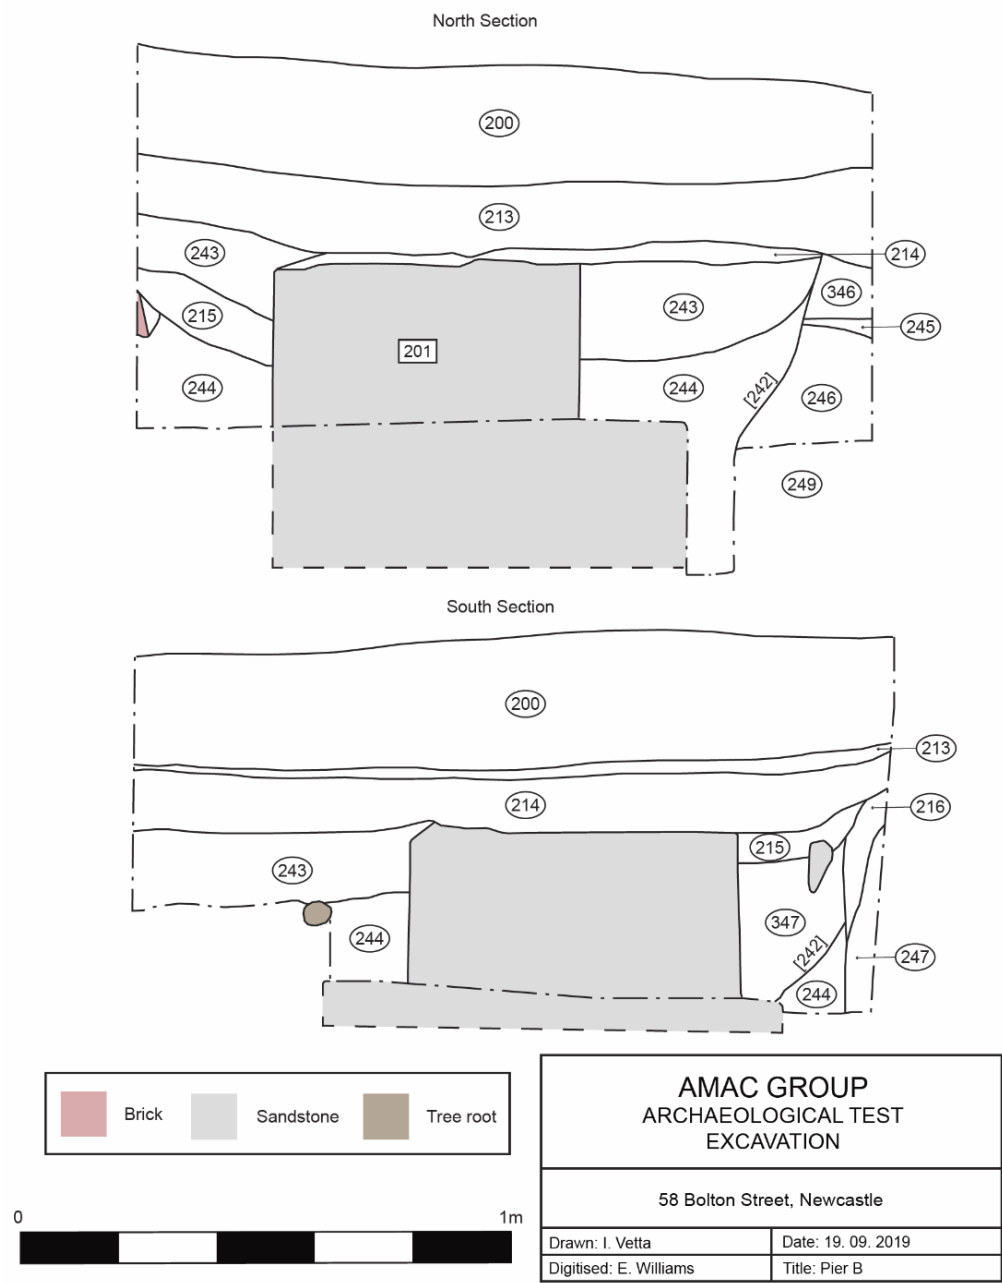 North Section
200
213
243
214
346
243
215
245
201
244
244
[242]
246
249
South Section
200
213
214
216
215
243
347
244
[242]
247
244
Brick
Sandstone
Tree root
0
1m
AMAC GROUP
ARCHAEOLOGICAL TEST
EXCAVATION
58 Bolton Street, Newcastle
Drawn: I. Vetta
Date: 19. 09. 2019
Digitised: E. Williams
Title: Pier B